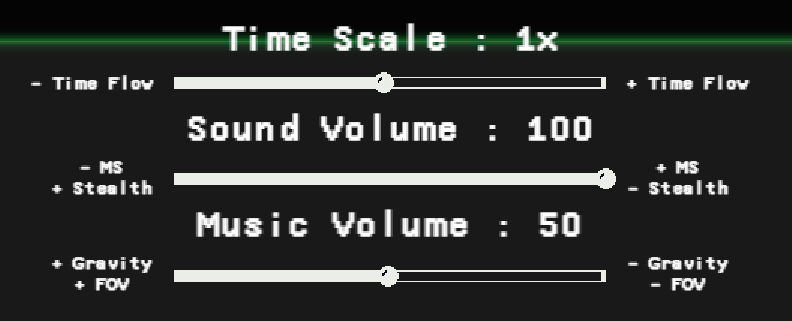 Time Scale : 1x
- Time Flow
+ Time Flow
Sound Volume : 100
- MS
+ Stealth
+ MS
- Stealth
Music Volume : 50
+ Gravity
+ FOV
- Gravity
- FOV